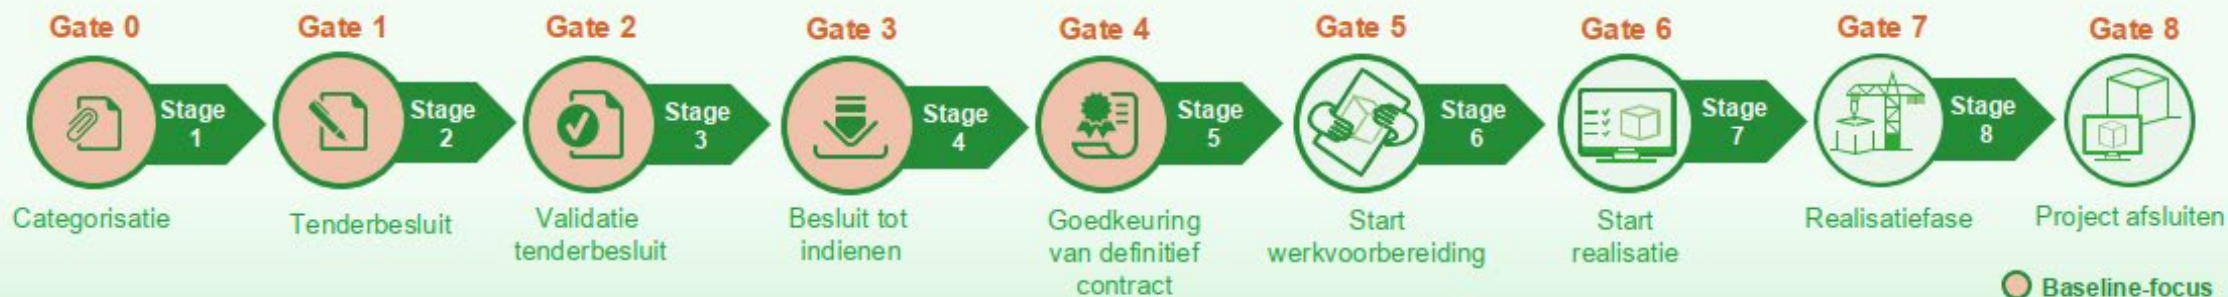 Gate 0
Gate 1
Gate 2
Gate 3
Gate 4
Gate 5
Gate 6
Gate 7
Gate 8
Stage
1
Stage
2
Stage
3
Stage
4
Stage
5
Stage
6
Stage
7
Stage
8
Categorisatie
Tenderbesluit
Validatie
tenderbesluit
Besluit tot
indienen
Goedkeuring
van definitief
contract
Start
werkvoorbereiding
Start
realisatie
Realisatiefase
Project afsluiten
Baseline-focus